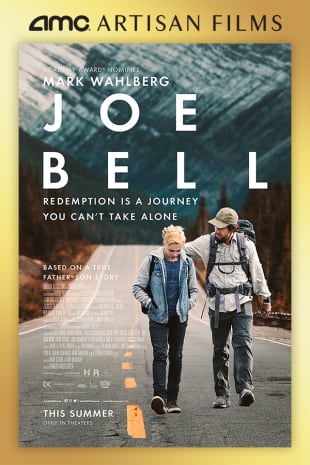 amc ARTISAN FILMS
ACADEMY AWARD® NOMINEE
MARK WAHLBERG
JOE
BELL
REDEMPTION IS A JOURNEY
YOU CAN'T TAKE ALONE
BASED ON A TRUE
FATHER-SON STORY
THIS SUMMER
ONLY IN THEATERS